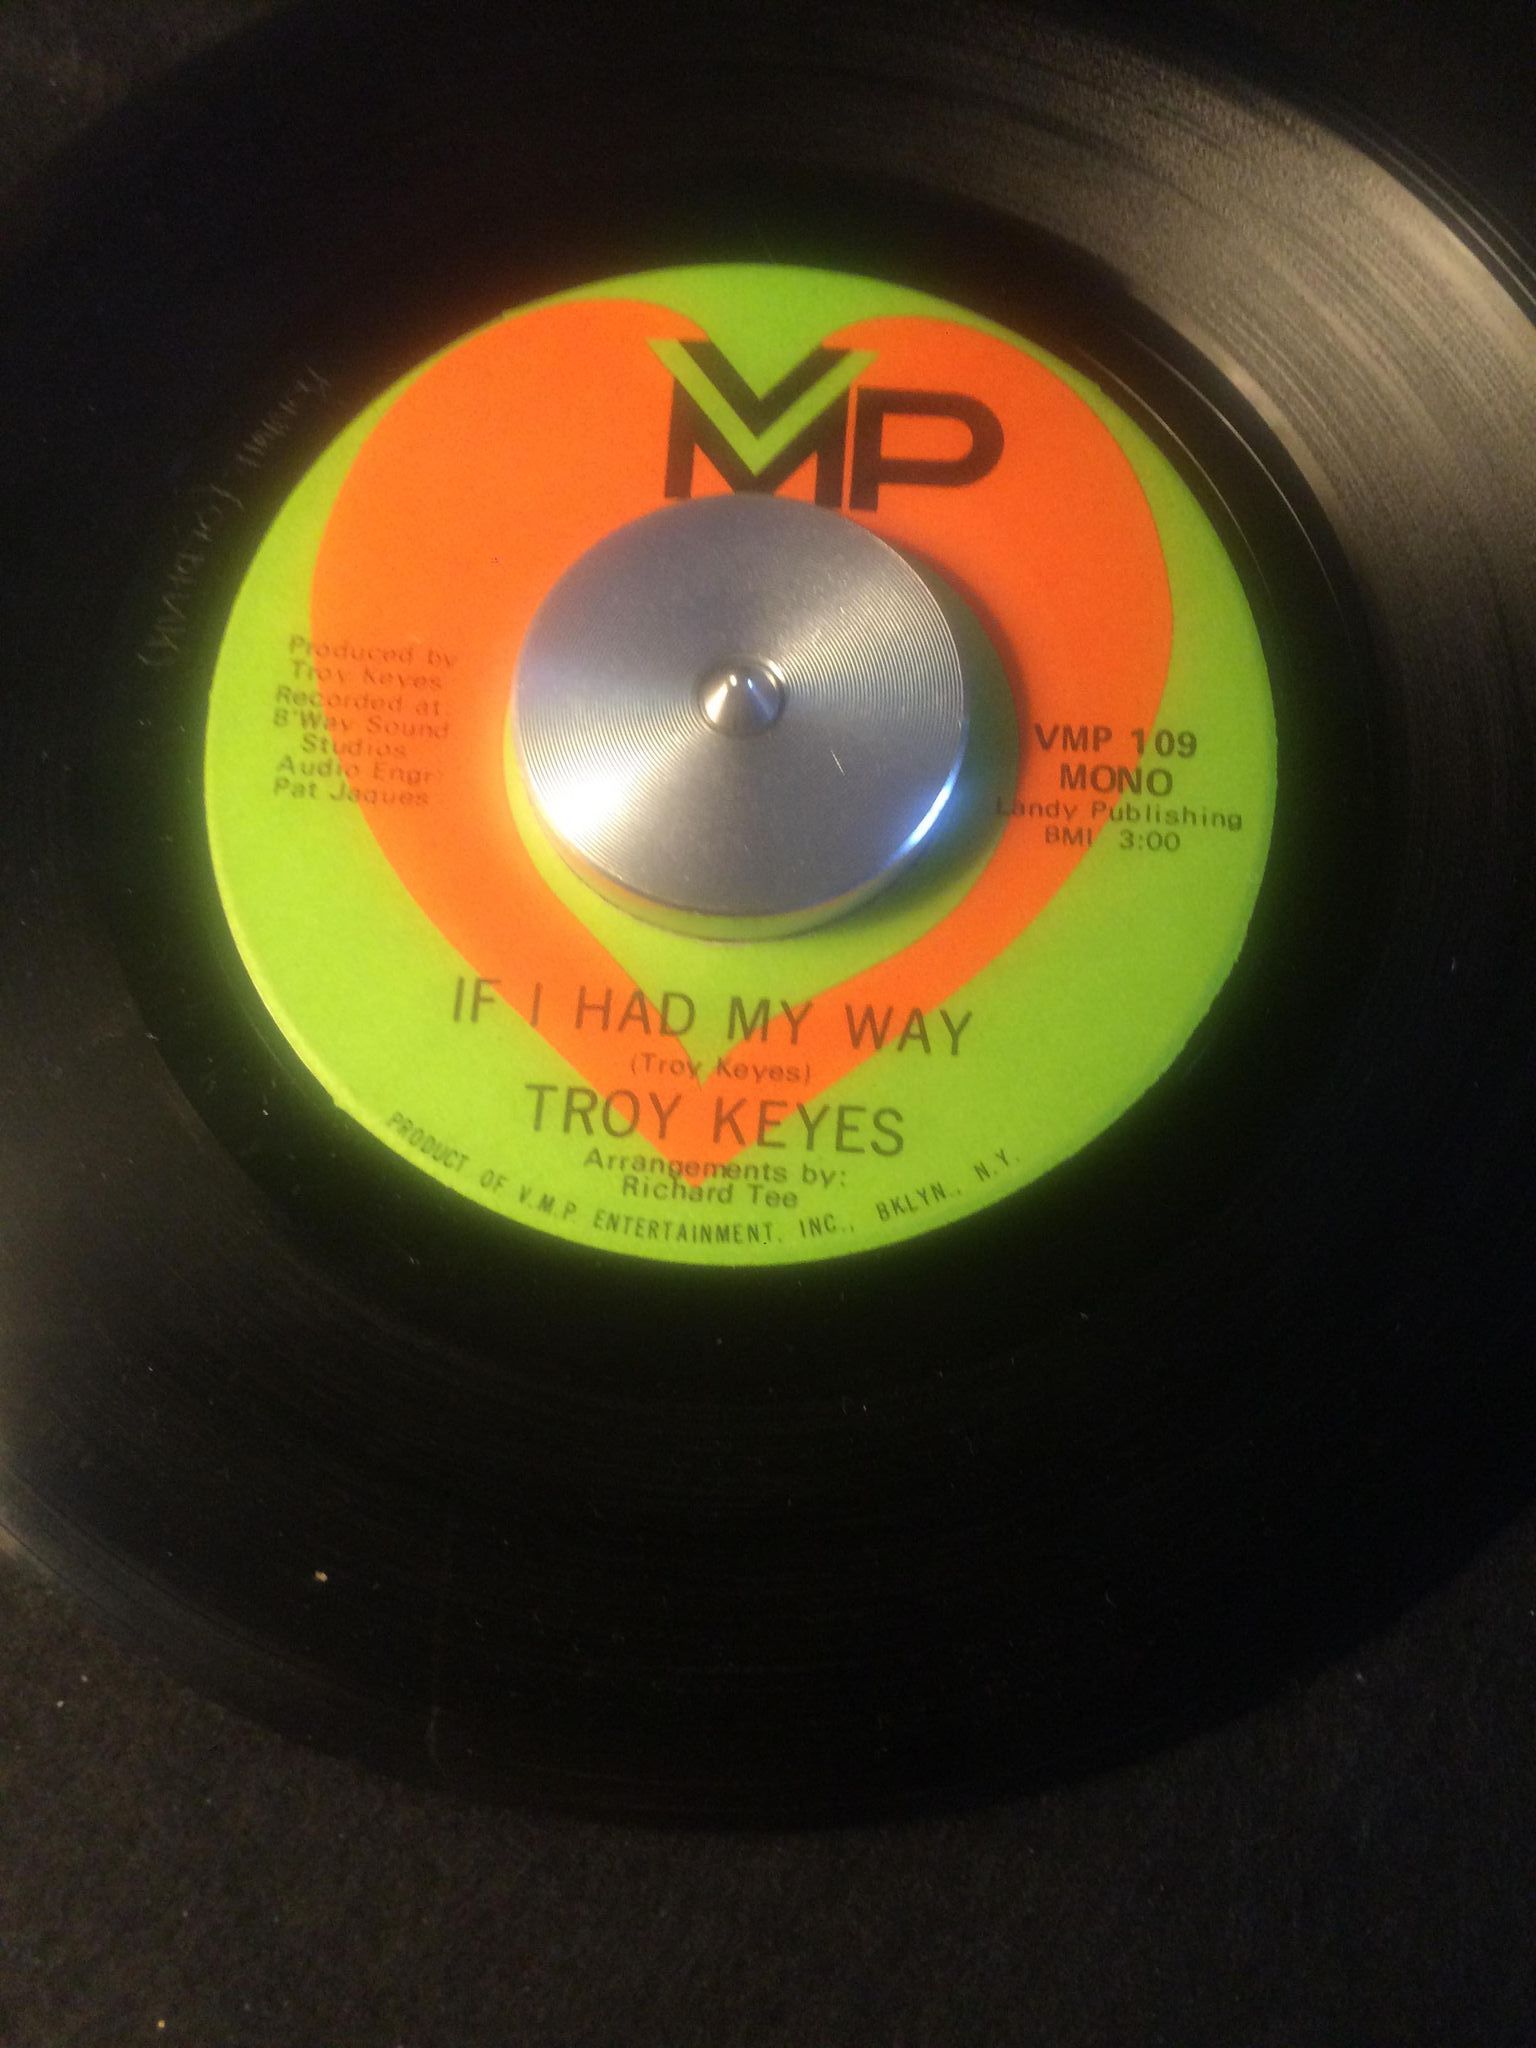 VMP
Produced by
Troy Keyes
Recorded at:
B'Way Sound
Studios
Audio Engr:
Pat Jaques
VMP 109
MONO
Landy Publishing
BMI 3:00
IF I HAD MY WAY
(Troy Keyes)
TROY KEYES
Arrangements by:
Richard Tee
PRODUCT OF V.M.P. ENTERTAINMENT, INC., BKLYN., N.Y.